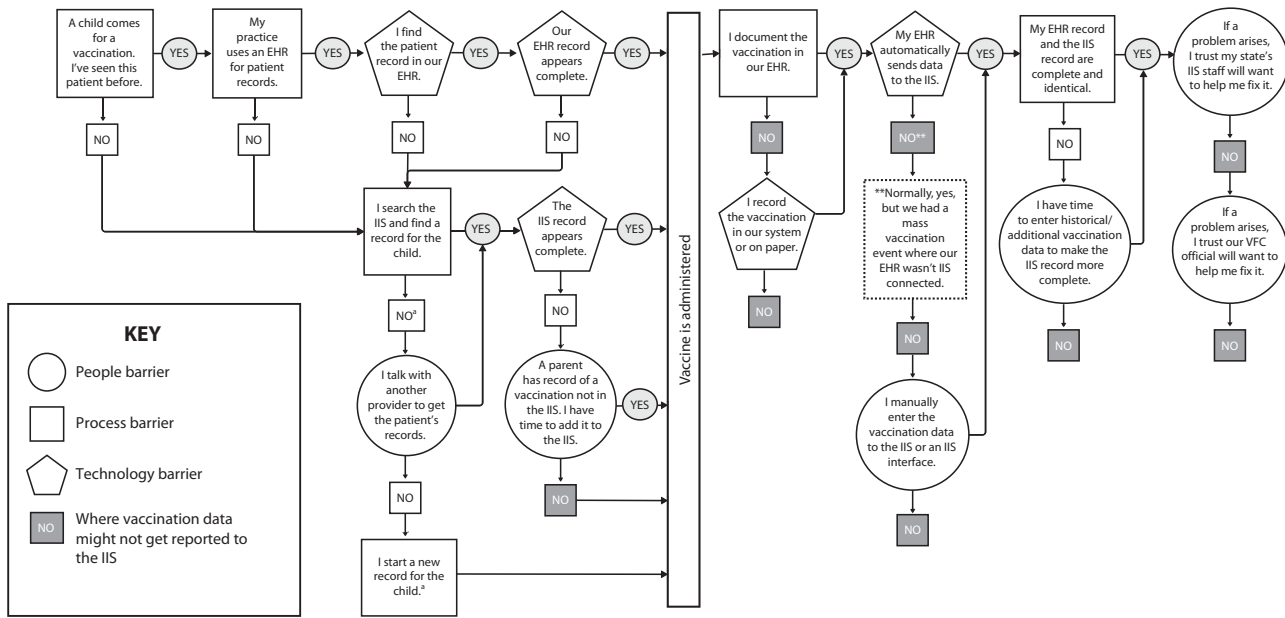 A child comes
for a
vaccination.
I've seen this
patient before.
YES
My
practice
uses an EHR
for patient
records.
YES
I find
the patient
record in our
EHR.
YES
Our
EHR record
appears
complete.
YES
NO
NO
NO
NO
I search the
IIS and find a
record for the
child.
YES
The
IIS record
appears
complete.
YES
NOª
NO
I talk with
another
provider to get
the patient's
records.
A parent
has record of a
vaccination not in
the IIS. I have
time to add it to
the IIS.
YES
NO
NO
I start a new
record for the
child.ª
Vaccine is administered
I document the
vaccination in
our EHR.
YES
My EHR
automatically
sends data
to the IIS.
YES
My EHR record
and the IIS
record are
complete and
identical.
YES
If a
problem arises,
I trust my state's
IIS staff will want
to help me fix it.
NO
NO**
NO
NO
I record
the vaccination
in our system
or on paper.
**Normally, yes,
but we had a
mass
vaccination
event where our
EHR wasn't IIS
connected.
I have time
to enter historical/
additional vaccination
data to make the
IIS record more
complete.
If a
problem arises,
I trust our VFC
official will want to
help me fix it.
NO
NO
NO
NO
I manually
enter the
vaccination data
to the IIS or an IIS
interface.
NO
KEY
People barrier
Process barrier
Technology barrier
NO
Where vaccination data
might not get reported to
the IIS